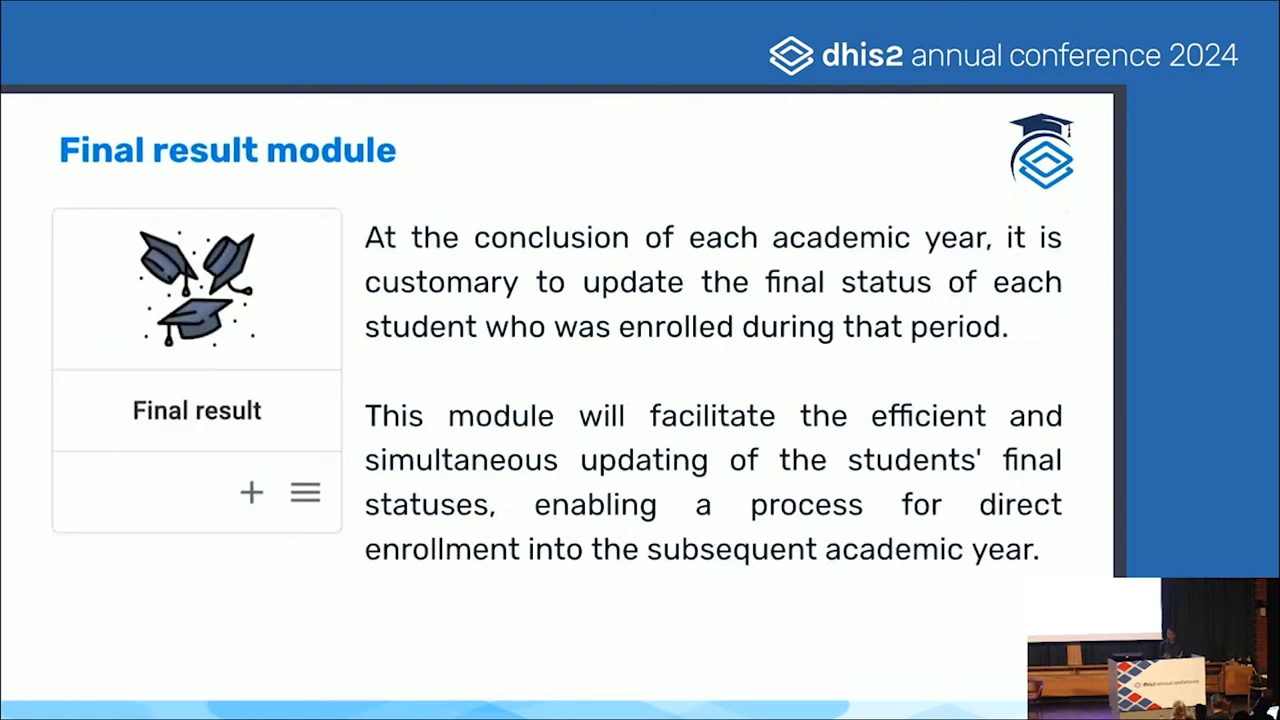 dhis2 annual conference 2024
Final result module
At the conclusion of each academic year, it is
customary to update the final status of each
student who was enrolled during that period.
Final result
This module will facilitate the efficient and
simultaneous updating of the students' final
statuses, enabling a process for direct
enrollment into the subsequent academic year.
dhis2 annual conference